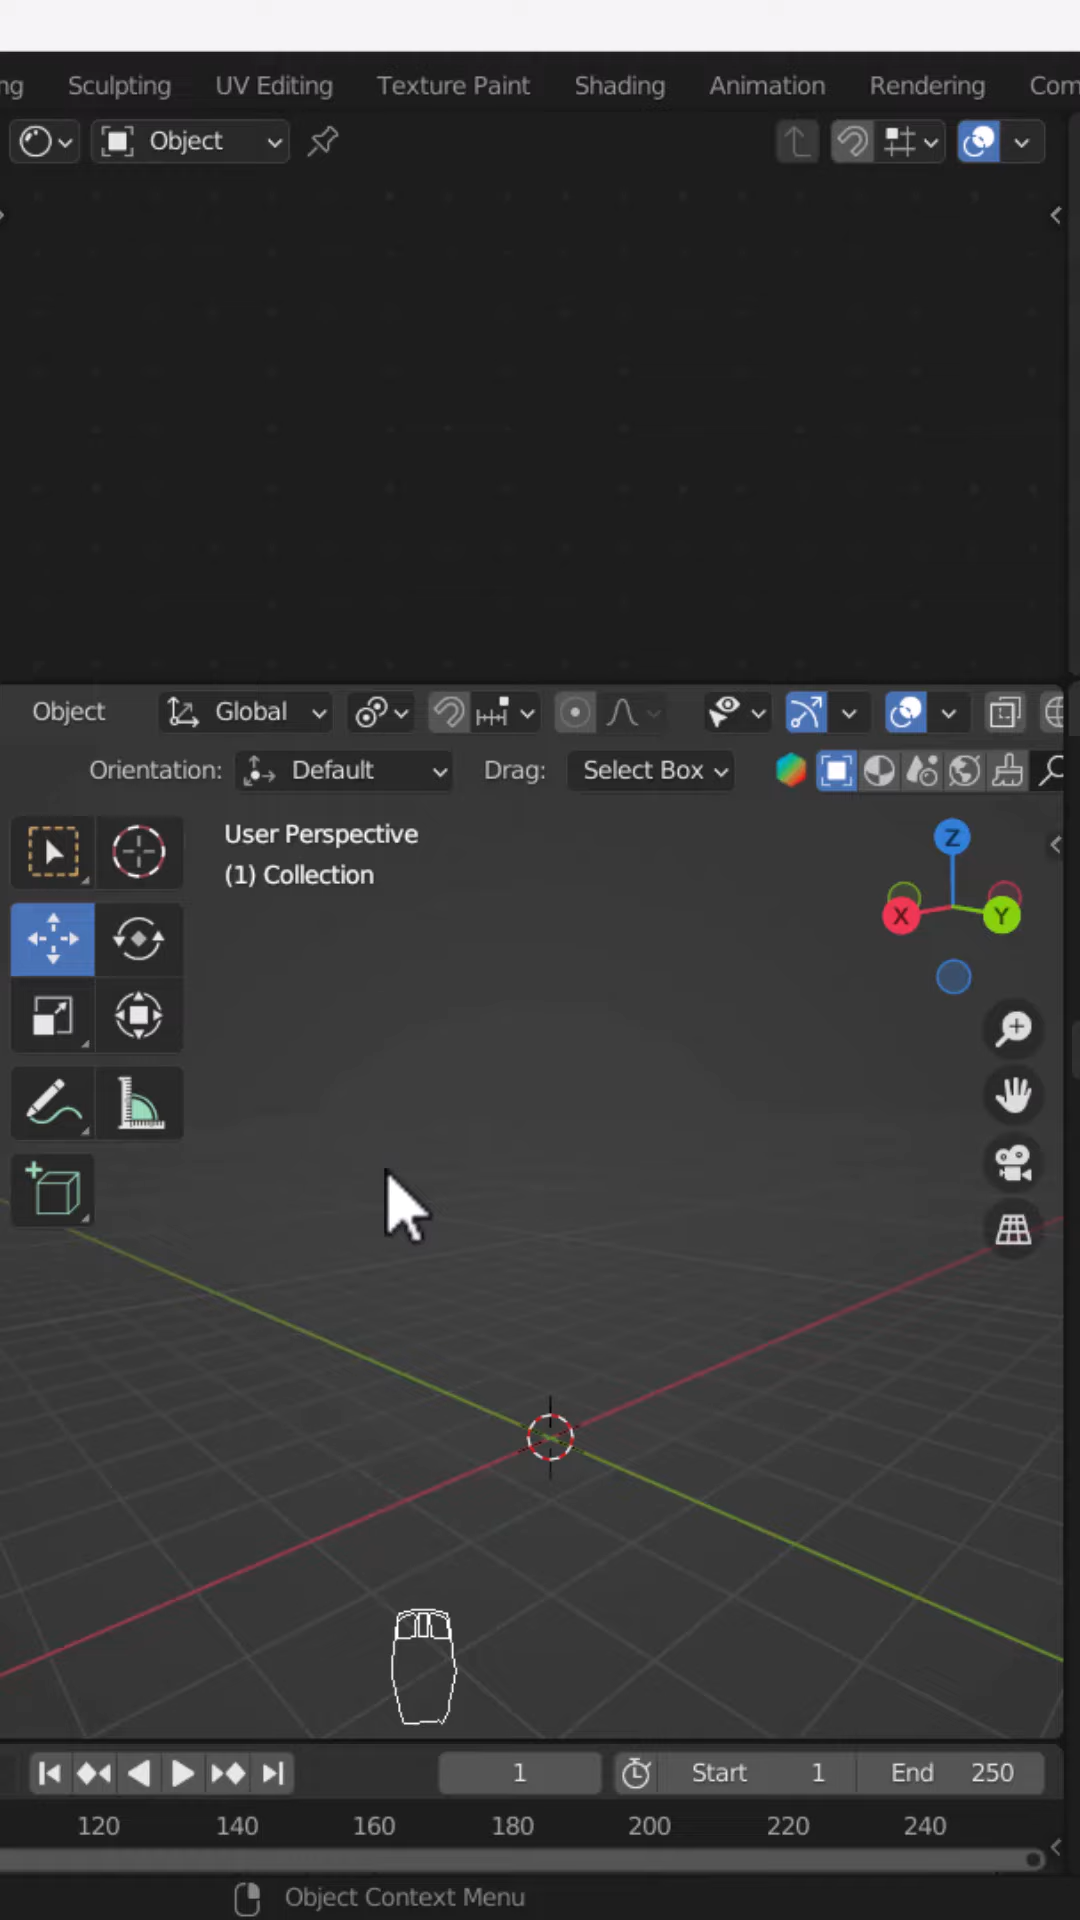 ng Sculpting UV Editing Texture Paint Shading Animation Rendering Com
Object
Object Global
Orientation: Default Drag: Select Box
User Perspective
(1) Collection
Z
X Y
1 Start 1 End 250
120 140 160 180 200 220 240
Object Context Menu